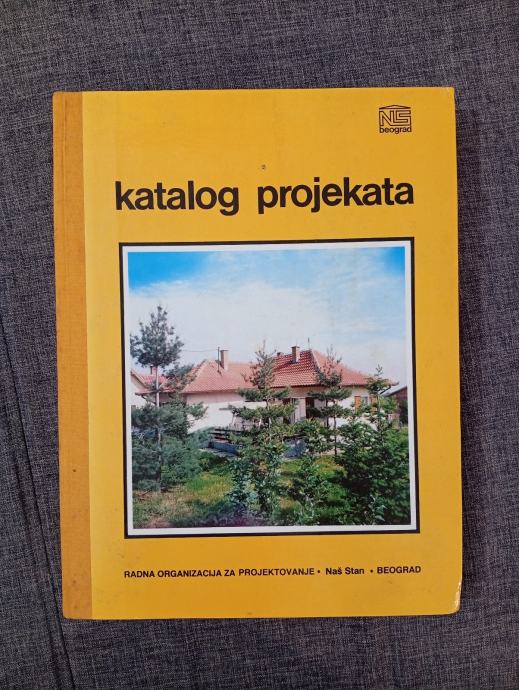 NS
beograd
katalog projekata
RADNA ORGANIZACIJA ZA PROJEKTOVANJE • Naš Stan • BEOGRAD